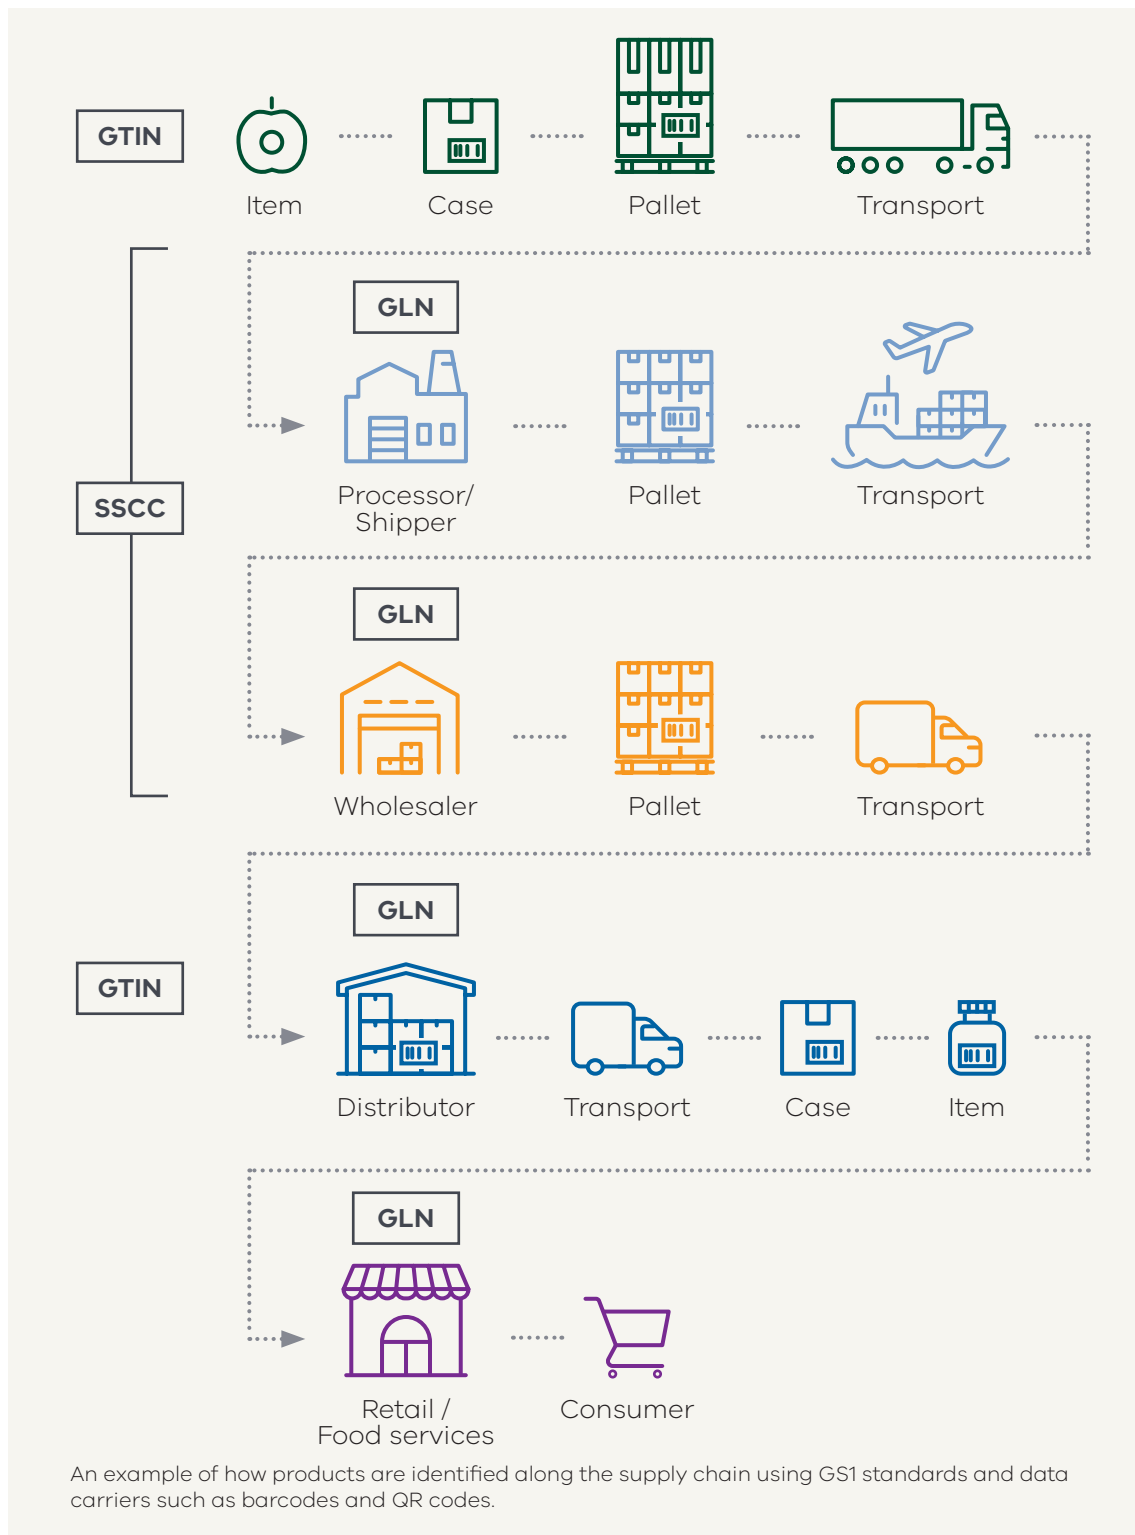 GTIN
Item
Case
Pallet
Transport
GLN
Processor/
Shipper
Pallet
Transport
SSCC
GLN
Wholesaler
Pallet
Transport
GLN
GTIN
Distributor
Transport
Case
Item
GLN
Retail /
Food services
Consumer
An example of how products are identified along the supply chain using GS1 standards and data
carriers such as barcodes and QR codes.